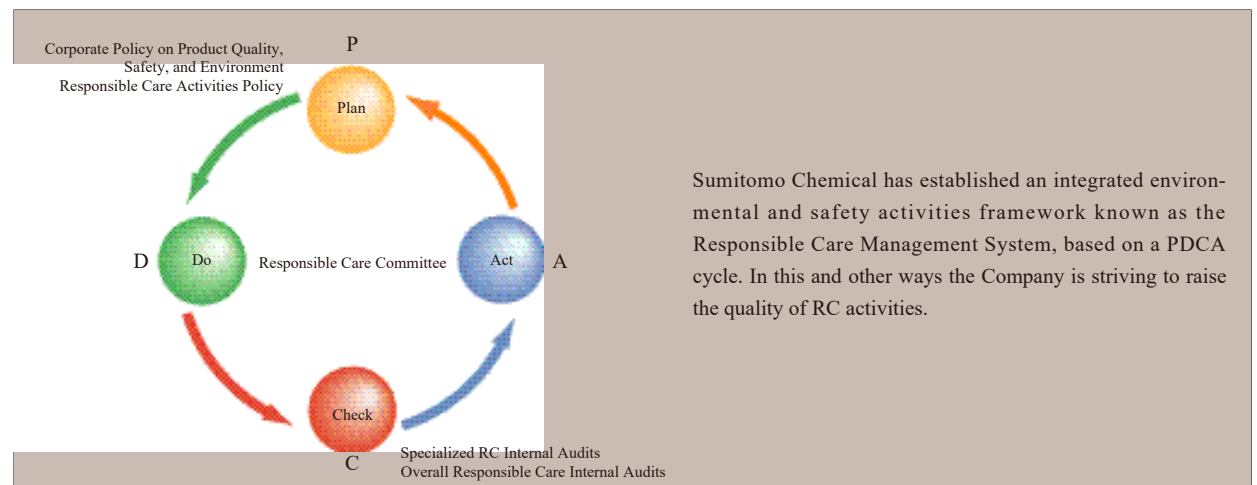 P
Corporate Policy on Product Quality,
Safety, and Environment
Responsible Care Activities Policy
Plan
D
Do
Responsible Care Committee
Act
A
Check
C
Specialized RC Internal Audits
Overall Responsible Care Internal Audits
Sumitomo Chemical has established an integrated environ-
mental and safety activities framework known as the
Responsible Care Management System, based on a PDCA
cycle. In this and other ways the Company is striving to raise
the quality of RC activities.